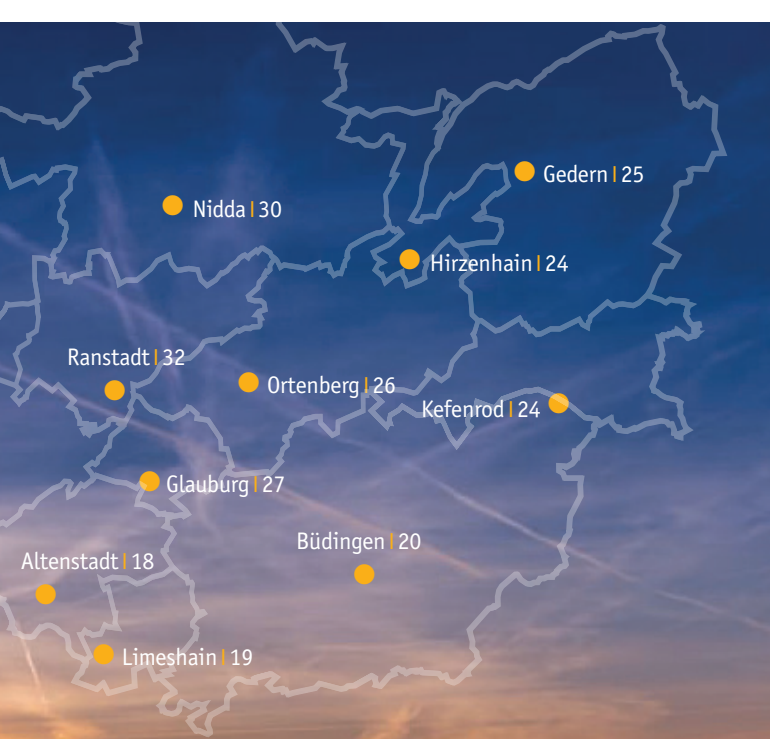 Gedern | 25
Nidda | 30
Hirzenhain | 24
Ranstadt | 32
Ortenberg | 26
Kefenrod | 24
Glauburg | 27
Büdingen | 20
Altenstadt | 18
Limeshain | 19